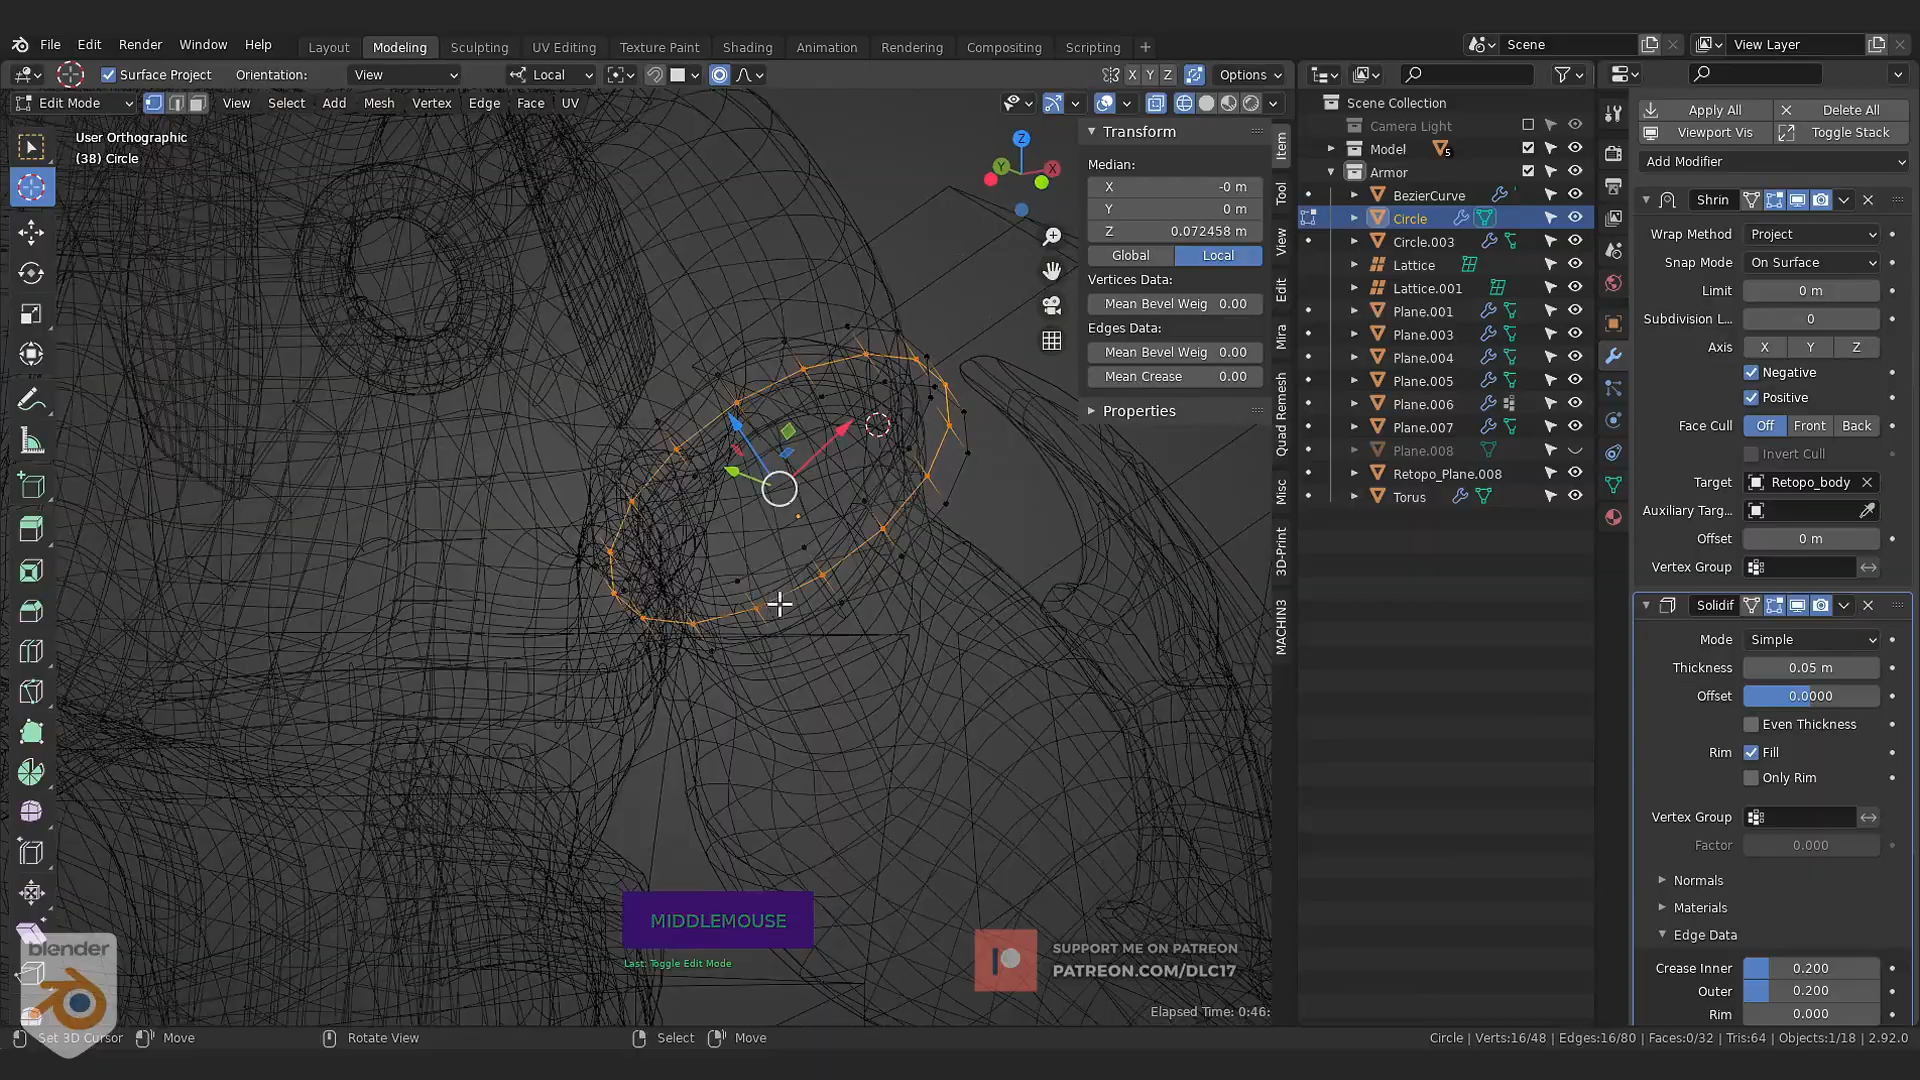 File Edit Render Window Help
Layout Modeling Sculpting UV Editing Texture Paint Shading Animation Rendering Compositing Scripting +
Scene
View Layer
Surface Project Orientation: View Local
X Y Z Options
Edit Mode View Select Add Mesh Vertex Edge Face UV
User Orthographic
(38) Circle
Z
Y
X
Transform
Median:
X -0 m
Y 0 m
Z 0.072458 m
Global Local
Vertices Data:
Mean Bevel Weig 0.00
Edges Data:
Mean Bevel Weig 0.00
Mean Crease 0.00
Properties
Item
Tool
View
Edit
Mira
Quad Remesh
Misc
3D-Print
MACHIN3
Scene Collection
Camera Light
Model 5
Armor
BezierCurve
Circle
Circle.003
Lattice
Lattice.001
Plane.001
Plane.003
Plane.004
Plane.005
Plane.006
Plane.007
Plane.008
Retopo_Plane.008
Torus
Apply All Delete All
Viewport Vis Toggle Stack
Add Modifier
Shrin
Wrap Method Project
Snap Mode On Surface
Limit 0 m
Subdivision L... 0
Axis X Y Z
Negative
Positive
Face Cull Off Front Back
Invert Cull
Target Retopo_body
Auxiliary Targ...
Offset 0 m
Vertex Group
Solidif
Mode Simple
Thickness 0.05 m
Offset 0.0000
Even Thickness
Rim Fill
Only Rim
Vertex Group
Factor 0.000
Normals
Materials
Edge Data
Crease Inner 0.200
Outer 0.200
Rim 0.000
MIDDLEMOUSE
Last: Toggle Edit Mode
SUPPORT ME ON PATREON
PATREON.COM/DLC17
Elapsed Time: 0:46:
blender
Set 3D Cursor Move Rotate View Select Move
Circle | Verts:16/48 | Edges:16/80 | Faces:0/32 | Tris:64 | Objects:1/18 | 2.92.0